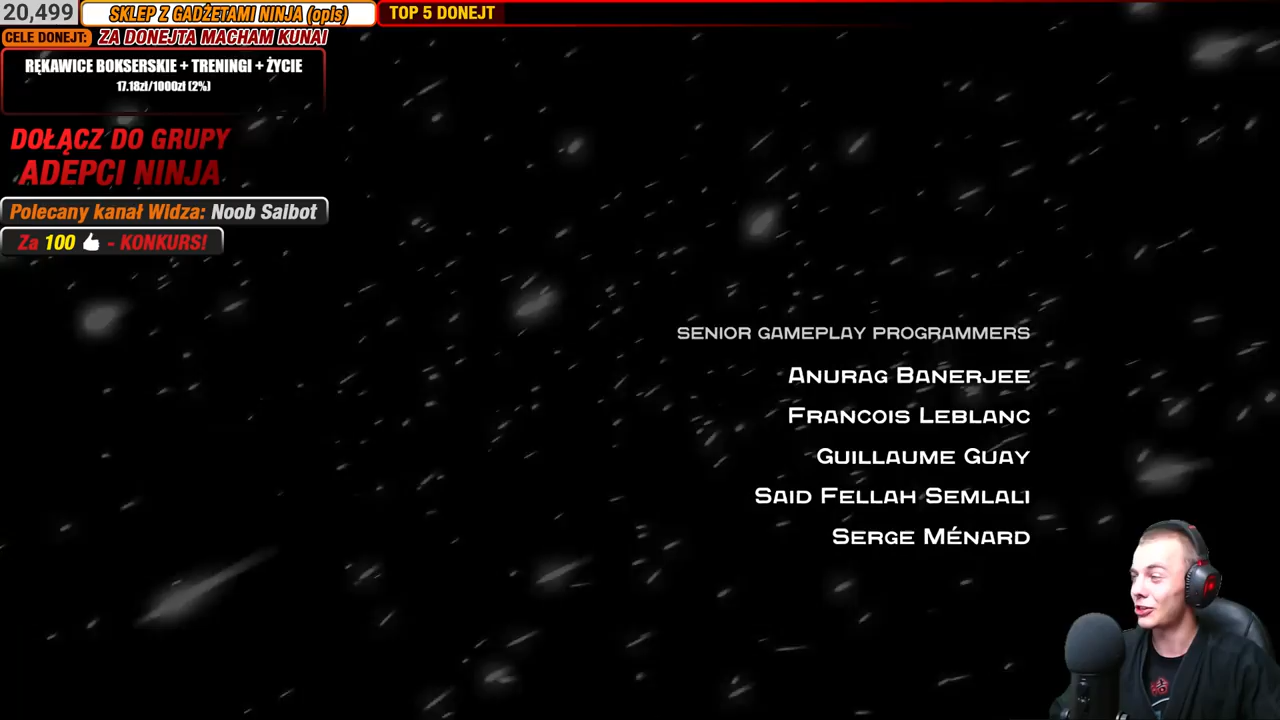 20,499
SKLEP Z GADŻETAMI NINJA (opis)
TOP 5 DONEJT
CELE DONEJT: ZA DONEJTA MACHAM KUNAI
RĘKAWICE BOKSERSKIE + TRENINGI + ŻYCIE
17.18zł/1000zł (2%)
DOŁĄCZ DO GRUPY
ADEPCI NINJA
Polecany kanał Widza: Noob Saibot
Za 100 👍 - KONKURS!
SENIOR GAMEPLAY PROGRAMMERS
ANURAG BANERJEE
FRANCOIS LEBLANC
GUILLAUME GUAY
SAID FELLAH SEMLALI
SERGE MÉNARD